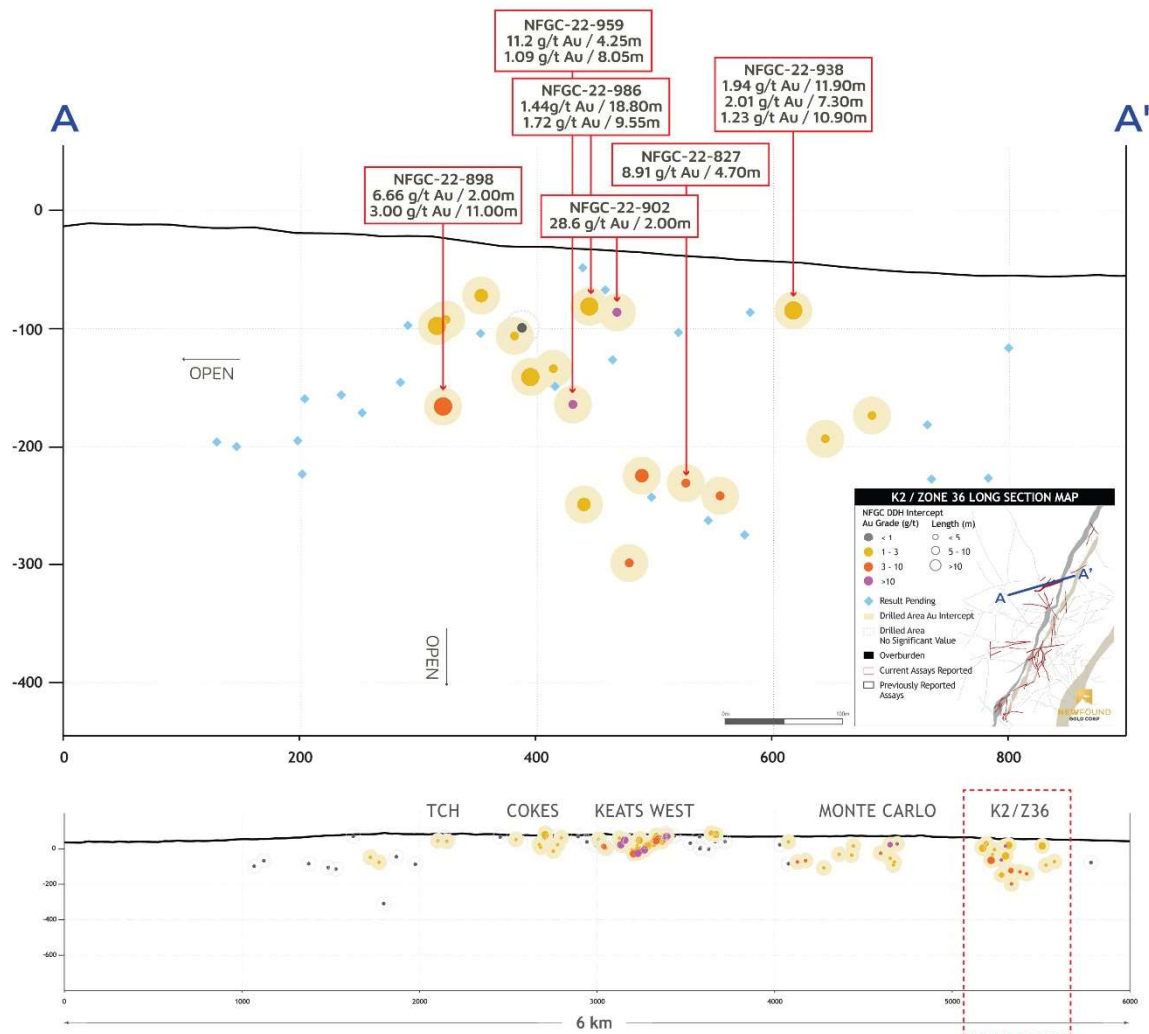 NFGC-22-959
11.2 g/t Au / 4.25m
1.09 g/t Au / 8.05m
NFGC-22-986
1.44g/t Au / 18.80m
1.72 g/t Au / 9.55m
NFGC-22-938
1.94 g/t Au / 11.90m
2.01 g/t Au / 7.30m
1.23 g/t Au / 10.90m
A
A'
NFGC-22-827
8.91 g/t Au / 4.70m
NFGC-22-898
6.66 g/t Au / 2.00m
3.00 g/t Au / 11.00m
NFGC-22-902
28.6 g/t Au / 2.00m
0
-100
-200
-300
-400
OPEN
OPEN
K2 / ZONE 36 LONG SECTION MAP
NFGC DDH Intercept
Au Grade (g/t) Length (m)
< 1 < 5
1 - 3 5 - 10
3 - 10 >10
>10
Result Pending
Drilled Area Au Intercept
Drilled Area
No Significant Value
Overburden
Current Assays Reported
Previously Reported
Assays
A
A'
NEWFOUND
GOLD CORP
0m 100m
0 200 400 600 800
TCH COKES KEATS WEST MONTE CARLO K2/Z36
0
-200
-400
-600
0 1000 2000 3000 4000 5000 6000
6 km